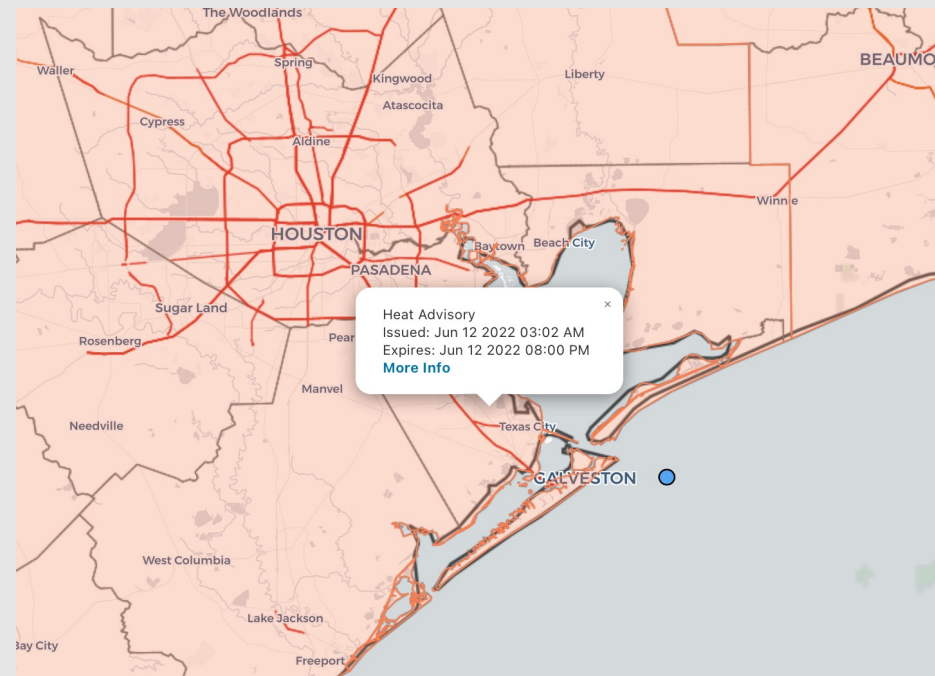 The Woodlands
Spring
Waller
Kingwood
Liberty
BEAUMO
Atascocita
Cypress
Aldine
Winnie
HOUSTON
Baytown
Beach City
PASADENA
Sugar Land
Rosenberg
Pear
×
Heat Advisory
Issued: Jun 12 2022 03:02 AM
Expires: Jun 12 2022 08:00 PM
More Info
Manvel
Needville
Texas City
GALVESTON
West Columbia
Lake Jackson
Bay City
Freeport